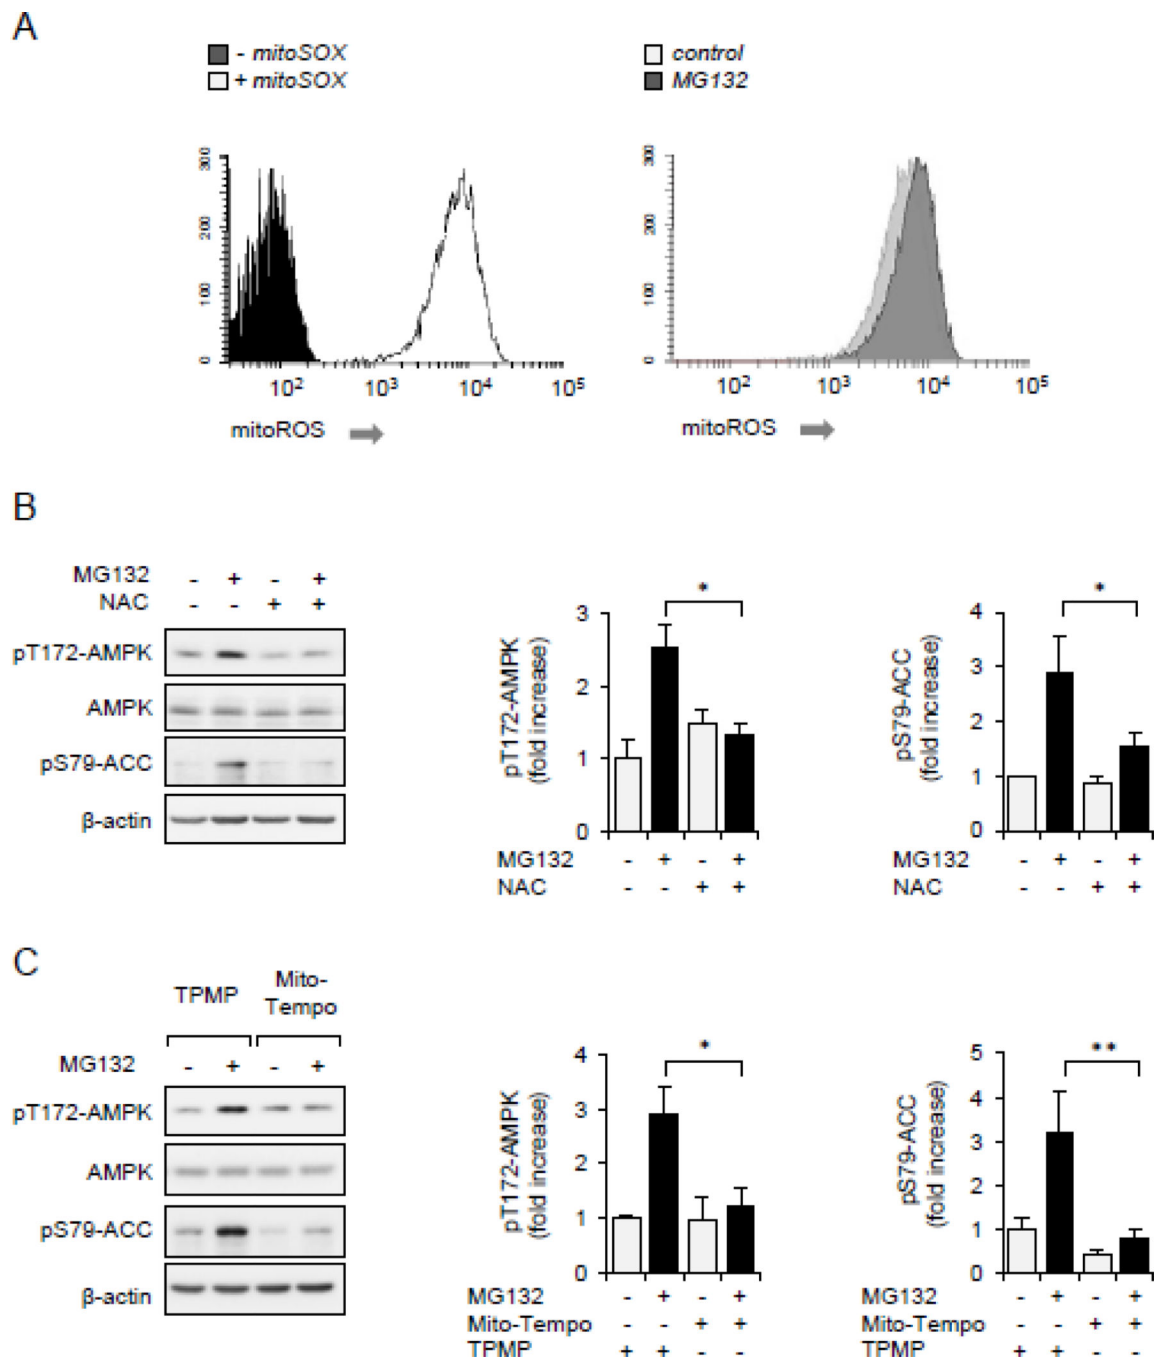 A
- mitoSOX
+ mitoSOX
control
MG132
300
200
100
0
10² 10³ 10⁴ 10⁵
mitoROS
300
200
100
0
10² 10³ 10⁴ 10⁵
mitoROS
B
MG132 - + - +
NAC - - + +
pT172-AMPK
AMPK
pS79-ACC
β-actin
pT172-AMPK
(fold increase)
3
2
1
0
*
MG132 - + - +
NAC - - + +
pS79-ACC
(fold increase)
4
3
2
1
0
*
MG132 - + - +
NAC - - + +
C
TPMP
Mito-
Tempo
MG132 - + - +
pT172-AMPK
AMPK
pS79-ACC
β-actin
pT172-AMPK
(fold increase)
4
3
2
1
0
*
MG132 - + - +
Mito-Tempo - - + +
TPMP + + - -
pS79-ACC
(fold increase)
5
4
3
2
1
0
**
MG132 - + - +
Mito-Tempo - - + +
TPMP + + - -